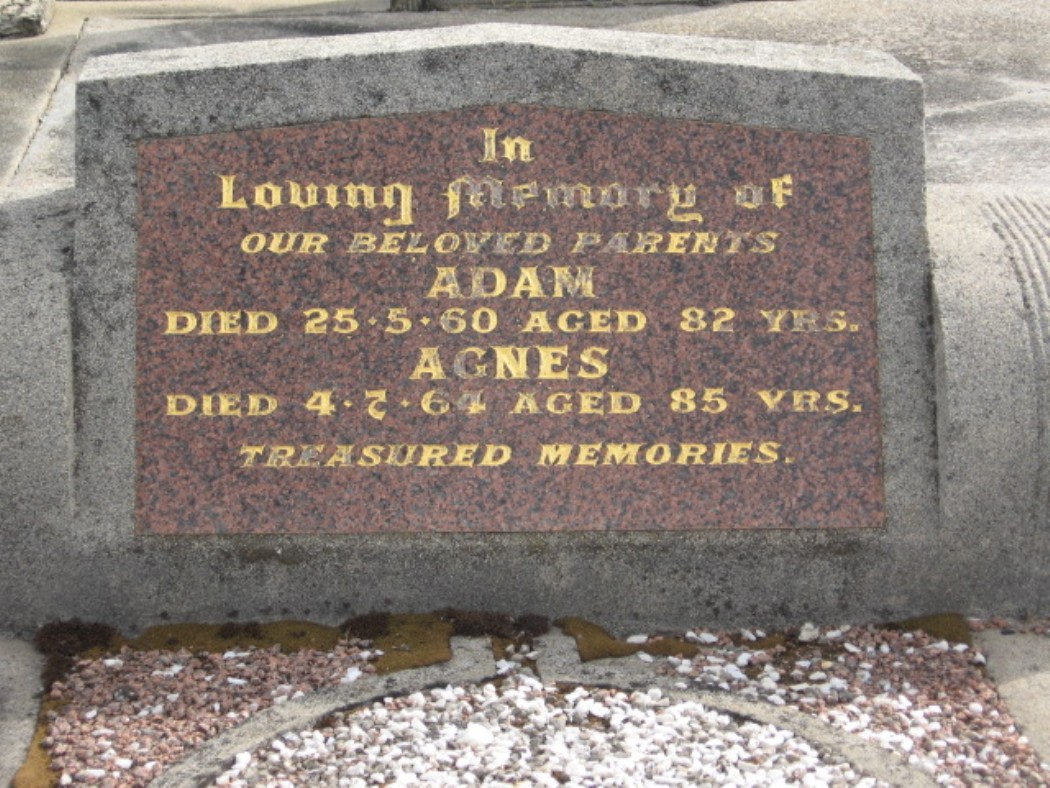 In
Loving Memory of
OUR BELOVED PARENTS
ADAM
DIED 25·5·60 AGED 82 YRS.
AGNES
DIED 4·7·64 AGED 85 YRS.
TREASURED MEMORIES.